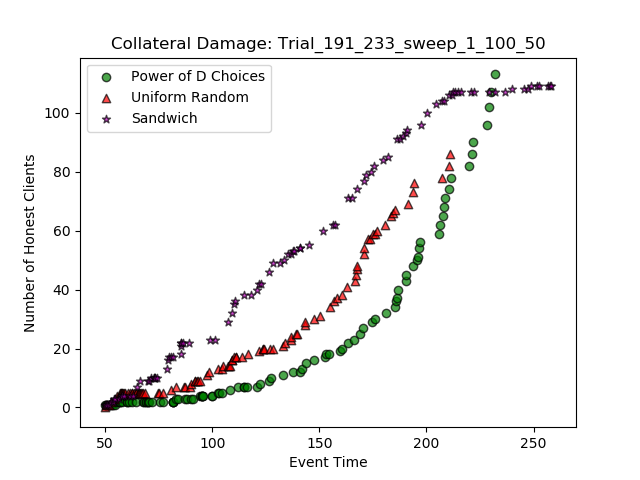 Collateral Damage: Trial_191_233_sweep_1_100_50
Power of D Choices
Uniform Random
Sandwich
Number of Honest Clients
100
80
60
40
20
0
50
100
150
200
250
Event Time